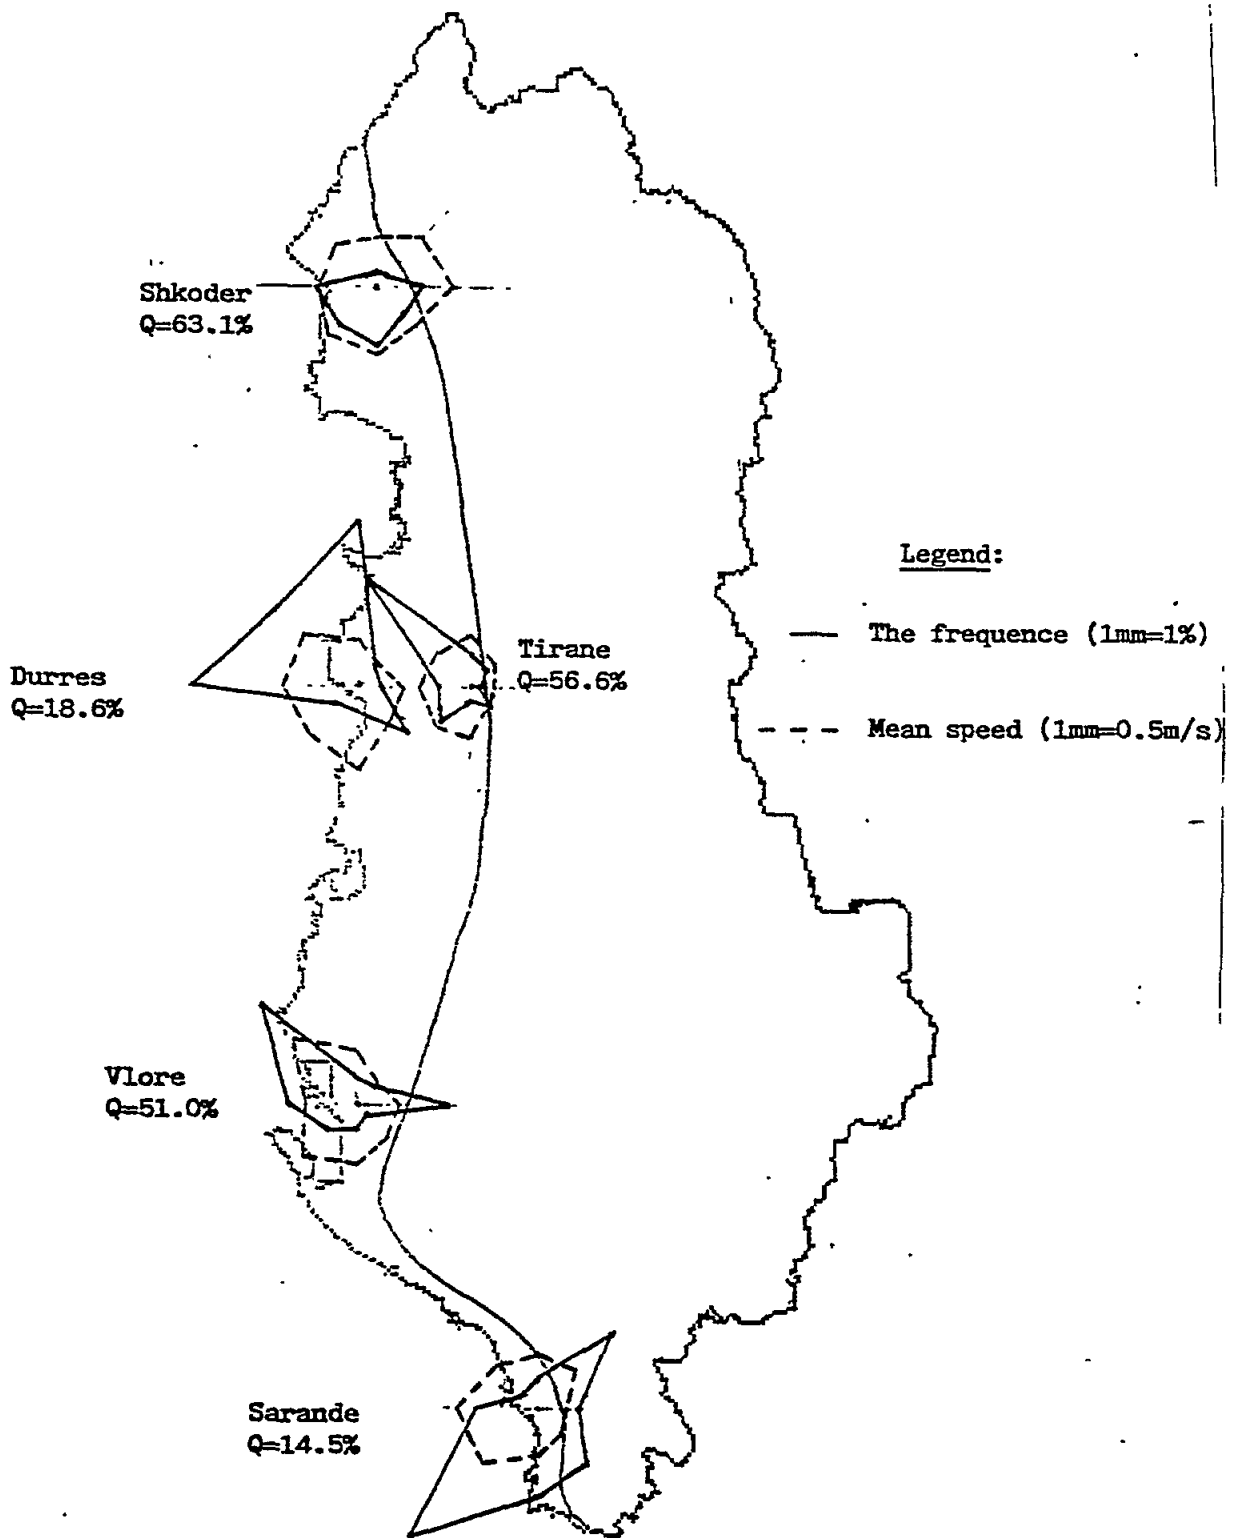 Shkoder
Q=63.1%
Legend:
The frequence (1mm=1%)
Tirane
Q=56.6%
Durres
Q=18.6%
Mean speed (1mm=0.5m/s)
Vlore
Q=51.0%
Sarande
Q=14.5%